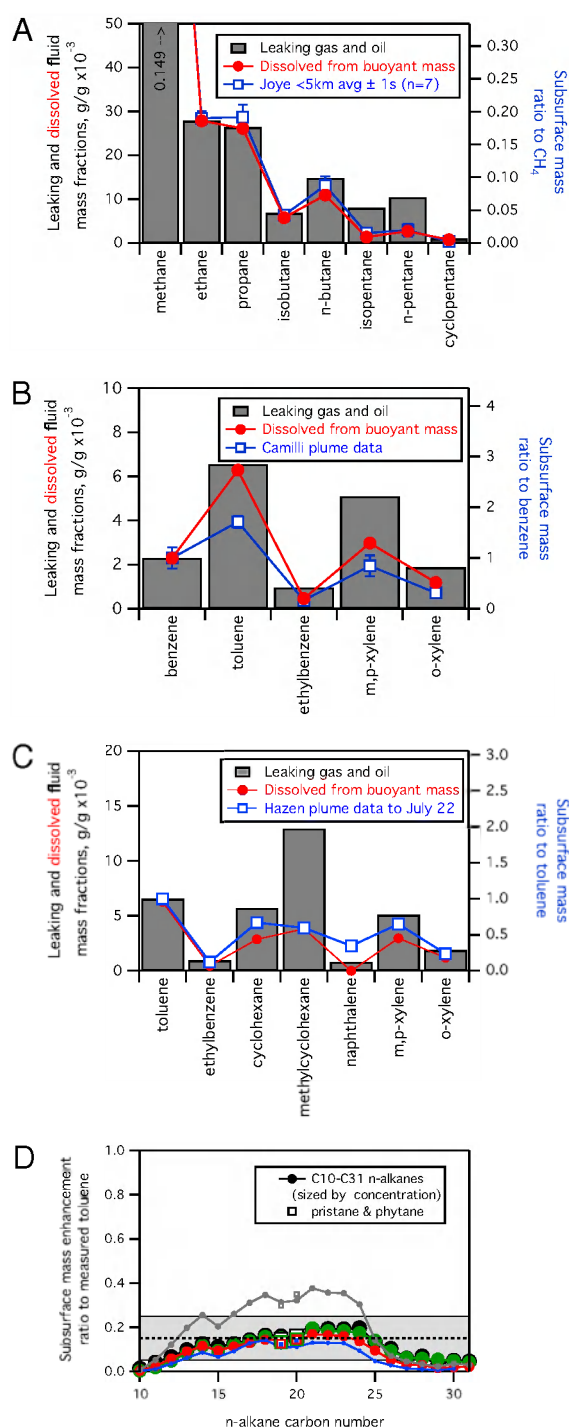 A
Leaking and dissolved fluid
mass fractions, g/g x10-3
50
40
30
20
10
0
0.149 -->
Leaking gas and oil
Dissolved from buoyant mass
Joye <5km avg ± 1s (n=7)
0.30
0.25
0.20
0.15
0.10
0.05
0.00
Subsurface mass
ratio to CH4
methane
ethane
propane
isobutane
n-butane
isopentane
n-pentane
cyclopentane
B
Leaking and dissolved fluid
mass fractions, g/g x10-3
10
8
6
4
2
0
Leaking gas and oil
Dissolved from buoyant mass
Camilli plume data
4
3
2
1
0
Subsurface mass
ratio to benzene
benzene
toluene
ethylbenzene
m,p-xylene
o-xylene
C
Leaking and dissolved fluid
mass fractions, g/g x10-3
20
15
10
5
0
Leaking gas and oil
Dissolved from buoyant mass
Hazen plume data to July 22
3.0
2.5
2.0
1.5
1.0
0.5
0.0
Subsurface mass
ratio to toluene
toluene
ethylbenzene
cyclohexane
methylcyclohexane
naphthalene
m,p-xylene
o-xylene
D
Subsurface mass enhancement
ratio to measured toluene
1.0
0.8
0.6
0.4
0.2
0.0
C10-C31 n-alkanes
(sized by concentration)
pristane & phytane
10
15
20
25
30
n-alkane carbon number